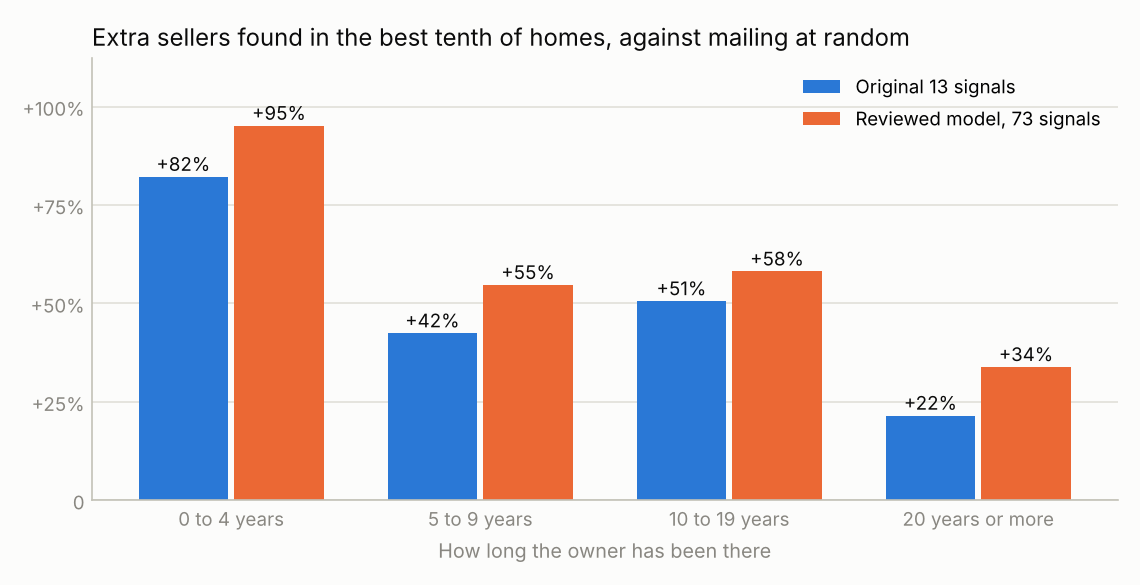 Extra sellers found in the best tenth of homes, against mailing at random
Original 13 signals
Reviewed model, 73 signals
+100%
+75%
+50%
+25%
0
+82%
+95%
+42%
+55%
+51%
+58%
+22%
+34%
0 to 4 years
5 to 9 years
10 to 19 years
20 years or more
How long the owner has been there